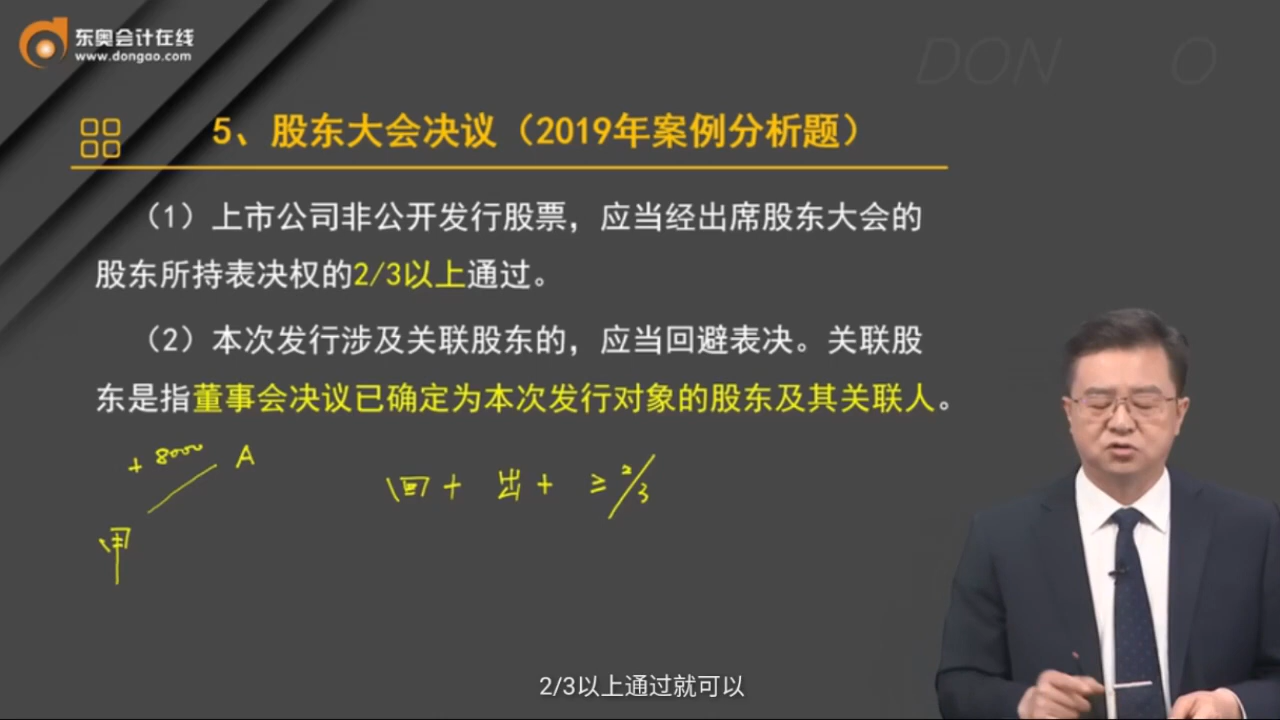 东奥会计在线
www.dongao.com
DON O
5、股东大会决议（2019年案例分析题）
（1）上市公司非公开发行股票，应当经出席股东大会的
股东所持表决权的2/3以上通过。
（2）本次发行涉及关联股东的，应当回避表决。关联股
东是指董事会决议已确定为本次发行对象的股东及其关联人。
+ 8000 A
回 + 出 + ≥ 2/3
甲
2/3以上通过就可以